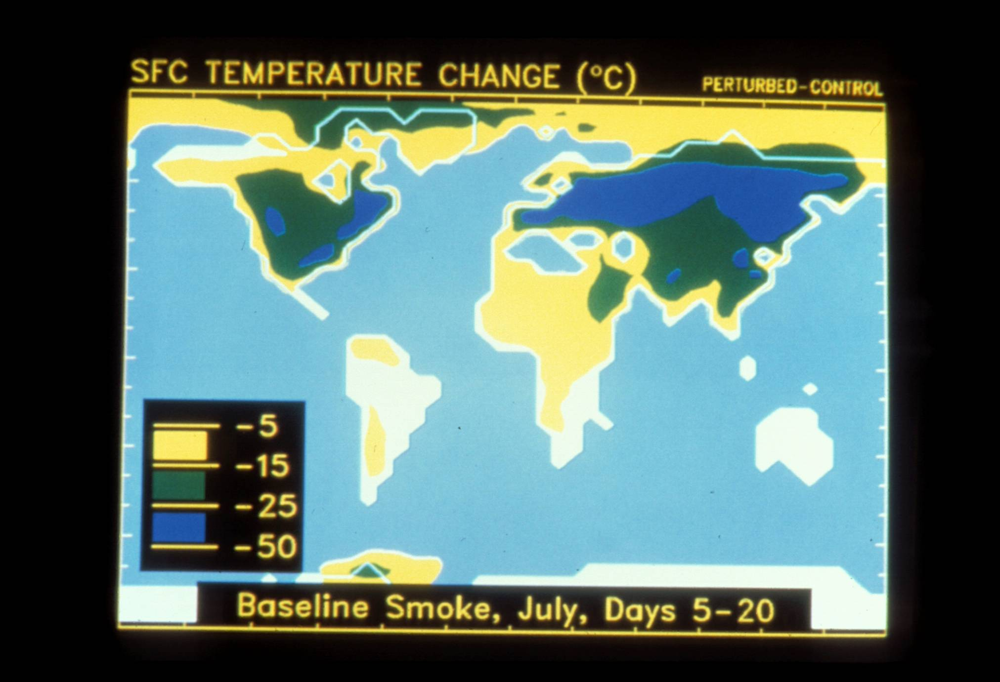 SFC TEMPERATURE CHANGE (°C)
PERTURBED-CONTROL
-5
-15
-25
-50
Baseline Smoke, July, Days 5-20